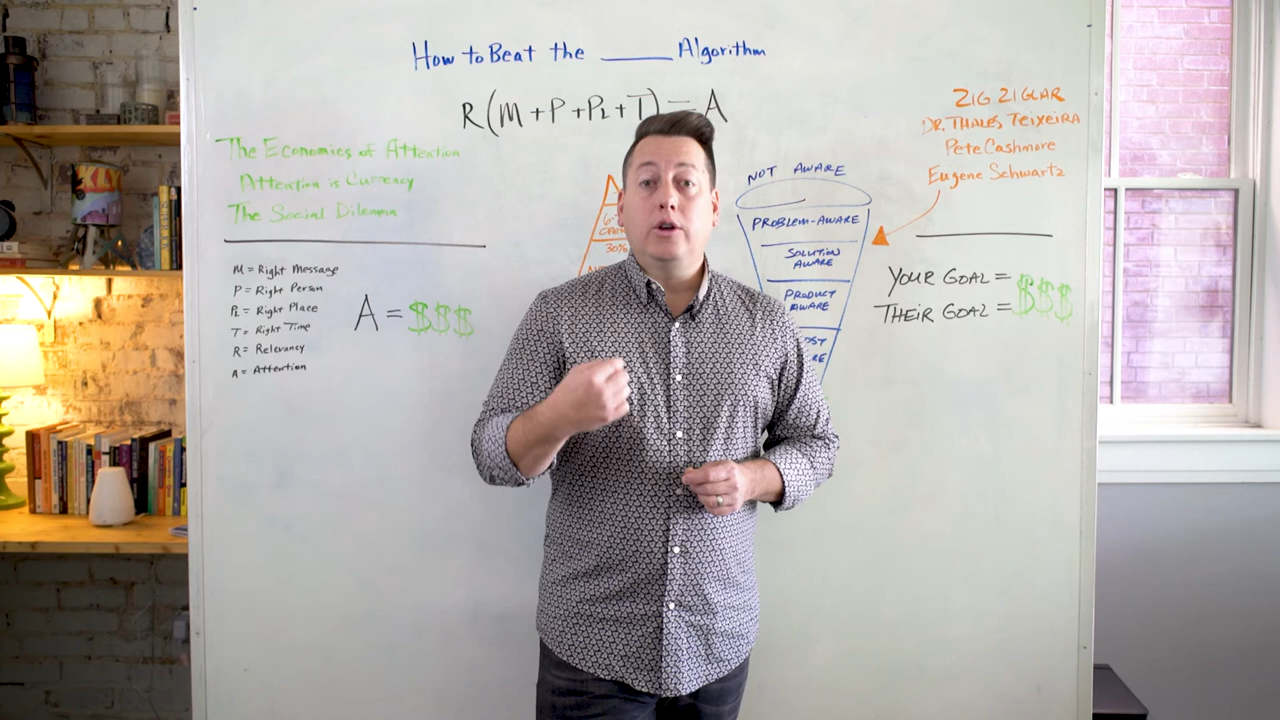 How to Beat the ______ Algorithm
R(M+P+PL+T)=A
The Economics of Attention
Attention is Currency
The Social Dilemma
M = Right Message
P = Right Person
PL = Right Place
T = Right Time
R = Relevancy
A = Attention
A = $$$
30%
NOT AWARE
PROBLEM-AWARE
SOLUTION
AWARE
PRODUCT
AWARE
ZIG ZIGLAR
DR. THALES TEIXEIRA
Pete Cashmore
Eugene Schwartz
YOUR GOAL = $$$
THEIR GOAL = $$$